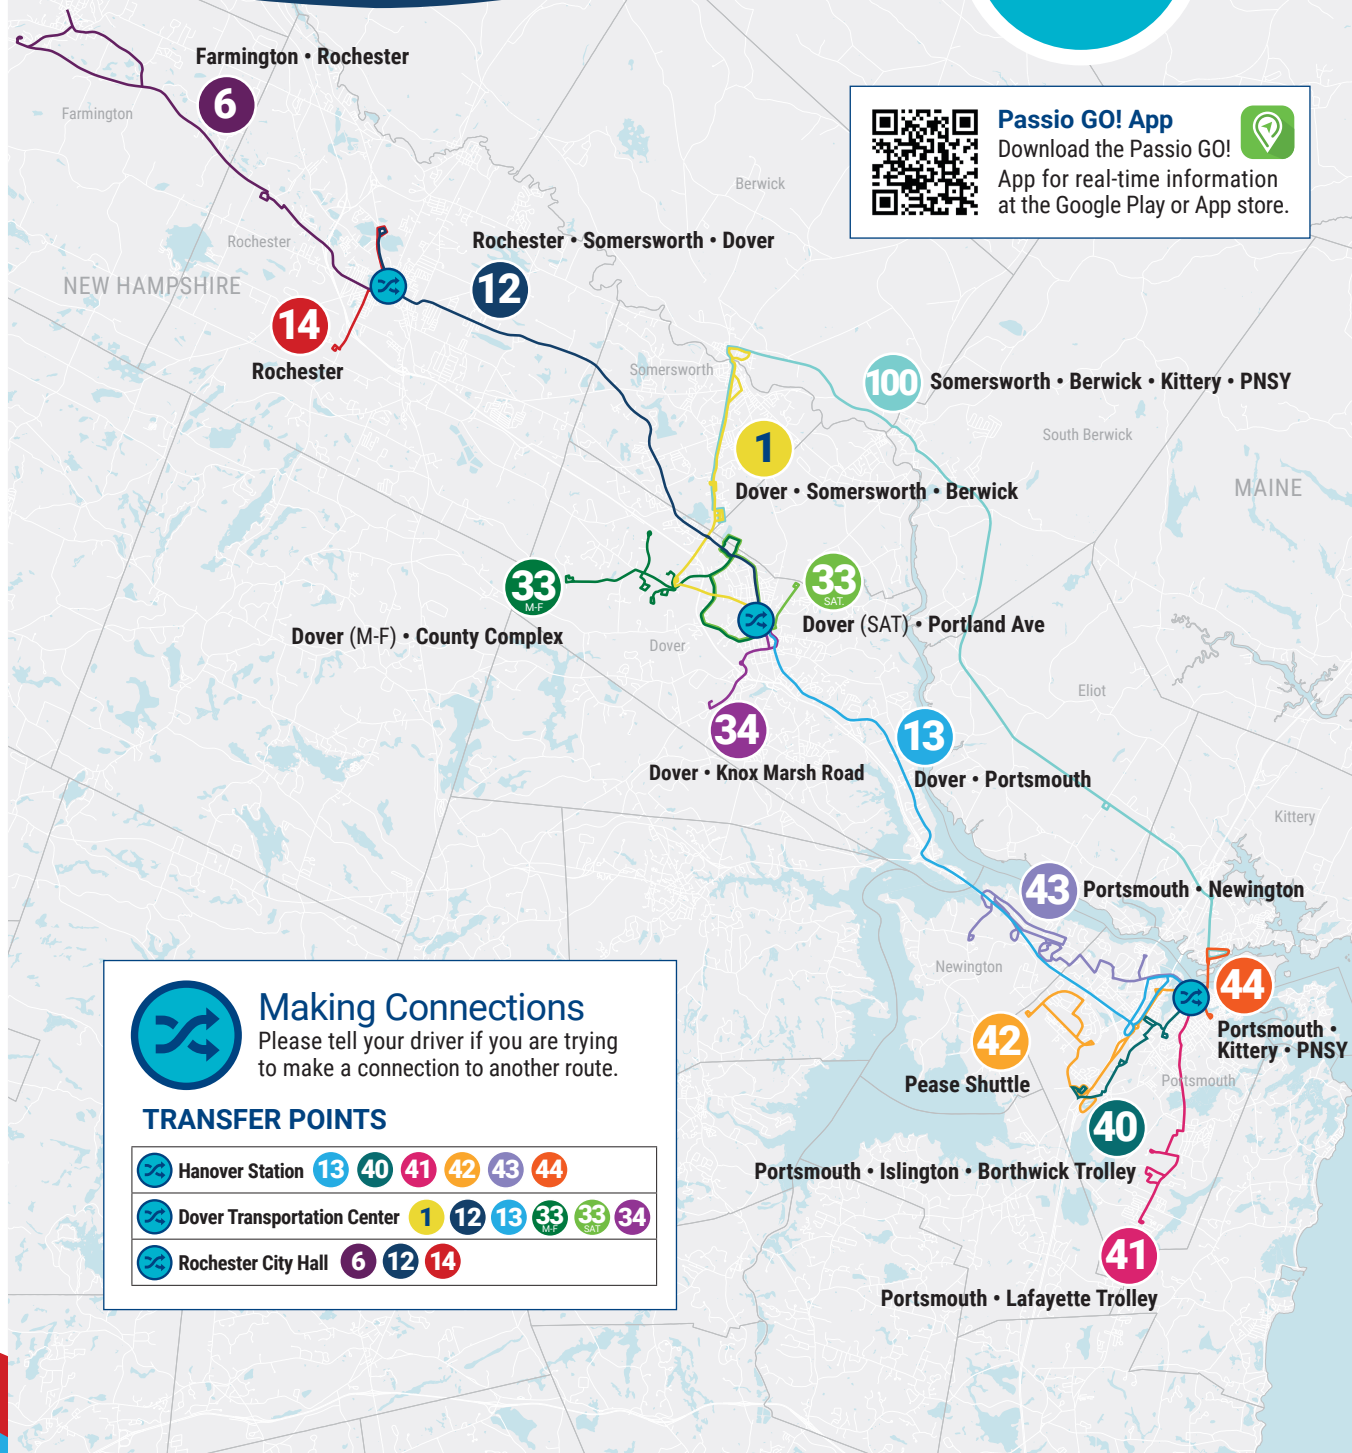 Farmington • Rochester
6
Farmington
Passio GO! App
Download the Passio GO!
App for real-time information
at the Google Play or App store.
Berwick
Rochester
Rochester • Somersworth • Dover
NEW HAMPSHIRE
12
14
Rochester
Somersworth
100
Somersworth • Berwick • Kittery • PNSY
South Berwick
1
Dover • Somersworth • Berwick
MAINE
33
M-F
Dover (M-F) • County Complex
33
SAT.
Dover (SAT) • Portland Ave
Dover
Eliot
34
Dover • Knox Marsh Road
13
Dover • Portsmouth
Kittery
43
Portsmouth • Newington
Newington
44
Portsmouth •
Kittery • PNSY
42
Pease Shuttle
Portsmouth
40
Portsmouth • Islington • Borthwick Trolley
41
Portsmouth • Lafayette Trolley
Making Connections
Please tell your driver if you are trying
to make a connection to another route.
TRANSFER POINTS
Hanover Station 13 40 41 42 43 44
Dover Transportation Center 1 12 13 33 M-F 33 SAT 34
Rochester City Hall 6 12 14